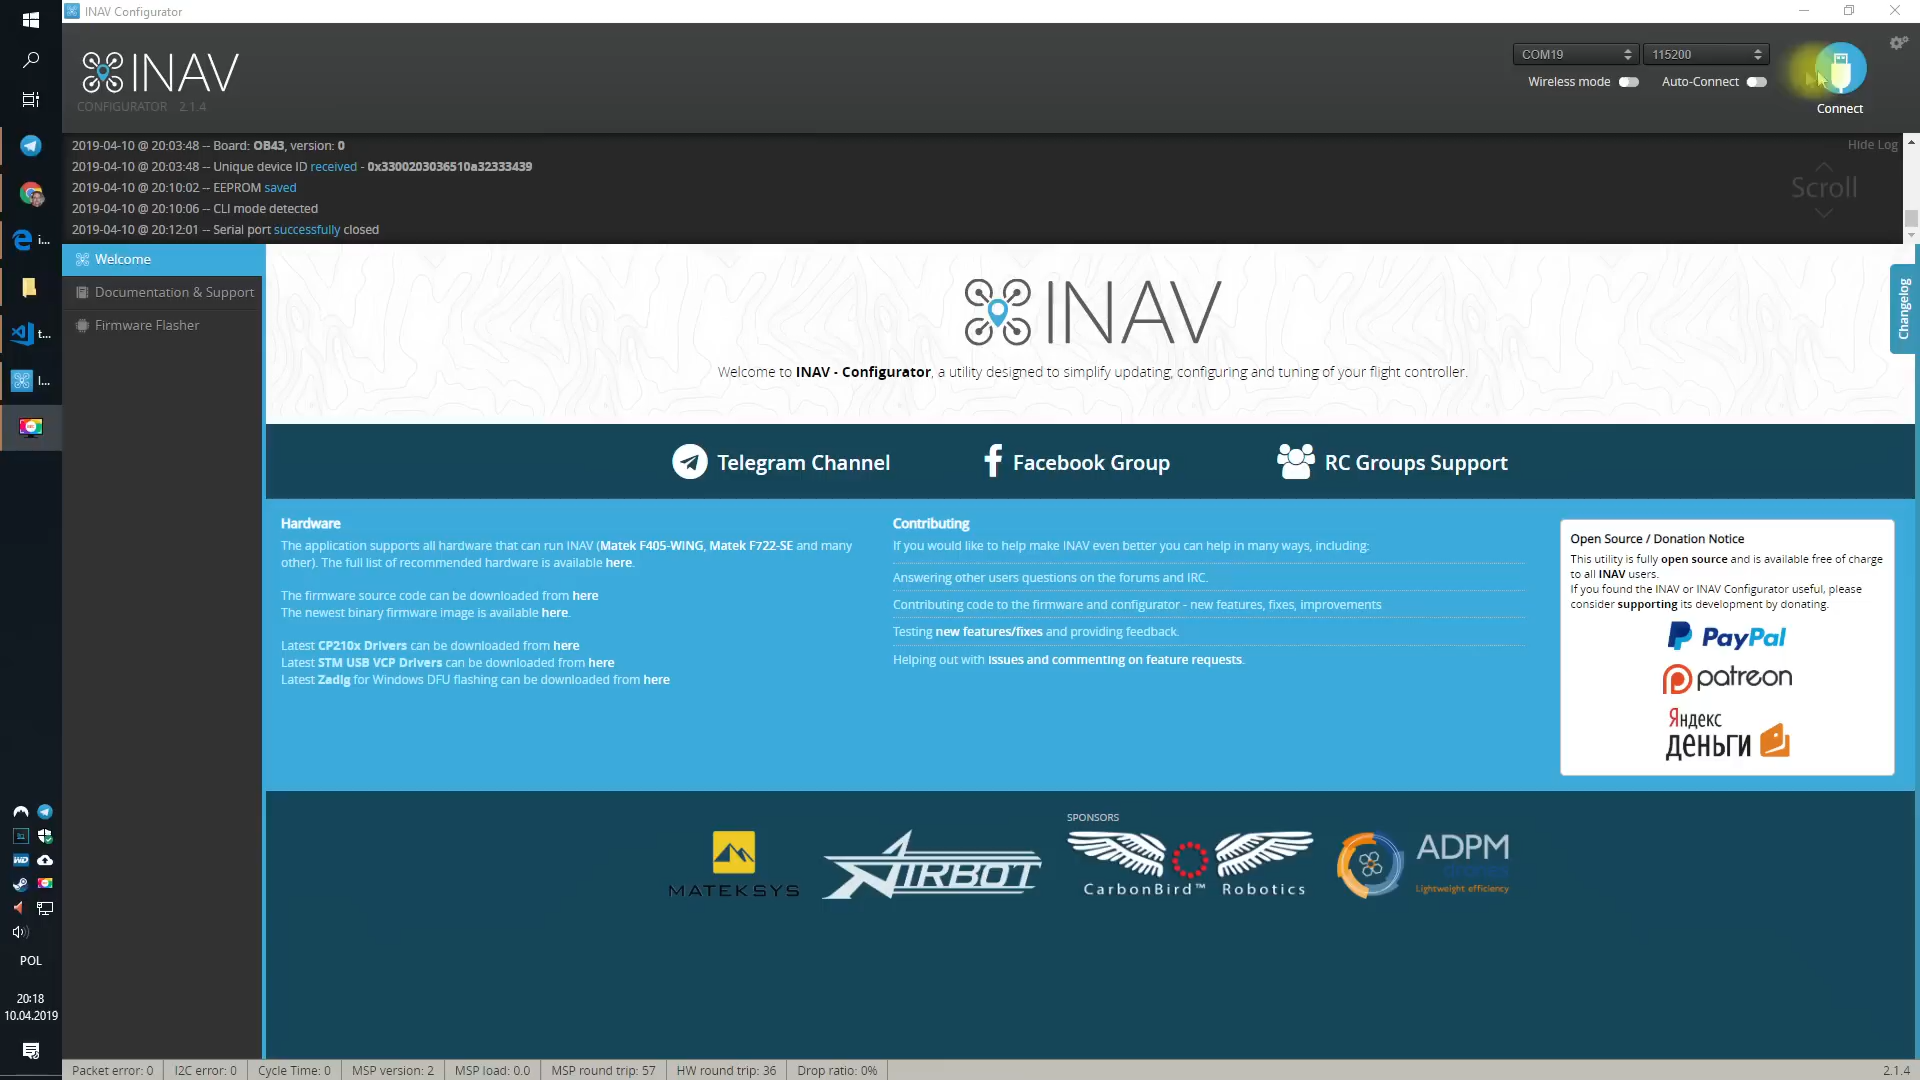 INAV Configurator
INAV
CONFIGURATOR 2.1.4
COM19
115200
Wireless mode
Auto-Connect
Connect
2019-04-10 @ 20:03:48 -- Board: OB43, version: 0
2019-04-10 @ 20:03:48 -- Unique device ID received - 0x3300203036510a32333439
2019-04-10 @ 20:10:02 -- EEPROM saved
2019-04-10 @ 20:10:06 -- CLI mode detected
2019-04-10 @ 20:12:01 -- Serial port successfully closed
Hide Log
Scroll
Welcome
Documentation & Support
Firmware Flasher
i...
t...
I...
INAV
Welcome to INAV - Configurator, a utility designed to simplify updating, configuring and tuning of your flight controller.
Changelog
Telegram Channel
Facebook Group
RC Groups Support
Hardware
The application supports all hardware that can run INAV (Matek F405-WING, Matek F722-SE and many
other). The full list of recommended hardware is available here.
The firmware source code can be downloaded from here
The newest binary firmware image is available here.
Latest CP210x Drivers can be downloaded from here
Latest STM USB VCP Drivers can be downloaded from here
Latest Zadig for Windows DFU flashing can be downloaded from here
Contributing
If you would like to help make INAV even better you can help in many ways, including:
Answering other users questions on the forums and IRC.
Contributing code to the firmware and configurator - new features, fixes, improvements
Testing new features/fixes and providing feedback.
Helping out with issues and commenting on feature requests.
Open Source / Donation Notice
This utility is fully open source and is available free of charge
to all INAV users.
If you found the INAV or INAV Configurator useful, please
consider supporting its development by donating.
PayPal
patreon
Яндекс
деньги
SPONSORS
MATEKSYS
AIRBOT
CarbonBird™ Robotics
ADPM
drones
Lightweight efficiency
WD
POL
20:18
10.04.2019
Packet error: 0
I2C error: 0
Cycle Time: 0
MSP version: 2
MSP load: 0.0
MSP round trip: 57
HW round trip: 36
Drop ratio: 0%
2.1.4